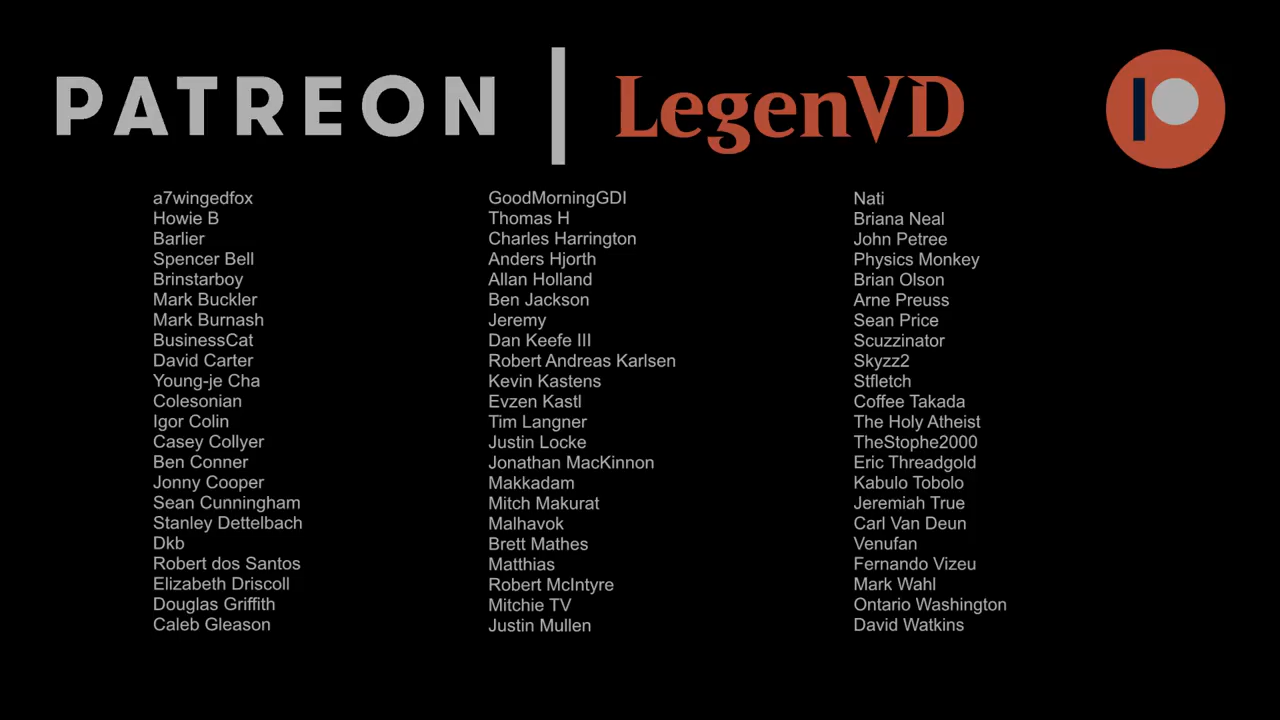 PATREON | LegenVD
a7wingedfox
Howie B
Barlier
Spencer Bell
Brinstarboy
Mark Buckler
Mark Burnash
BusinessCat
David Carter
Young-je Cha
Colesonian
Igor Colin
Casey Collyer
Ben Conner
Jonny Cooper
Sean Cunningham
Stanley Dettelbach
Dkb
Robert dos Santos
Elizabeth Driscoll
Douglas Griffith
Caleb Gleason
GoodMorningGDI
Thomas H
Charles Harrington
Anders Hjorth
Allan Holland
Ben Jackson
Jeremy
Dan Keefe III
Robert Andreas Karlsen
Kevin Kastens
Evzen Kastl
Tim Langner
Justin Locke
Jonathan MacKinnon
Makkadam
Mitch Makurat
Malhavok
Brett Mathes
Matthias
Robert McIntyre
Mitchie TV
Justin Mullen
Nati
Briana Neal
John Petree
Physics Monkey
Brian Olson
Arne Preuss
Sean Price
Scuzzinator
Skyzz2
Stfletch
Coffee Takada
The Holy Atheist
TheStophe2000
Eric Threadgold
Kabulo Tobolo
Jeremiah True
Carl Van Deun
Venufan
Fernando Vizeu
Mark Wahl
Ontario Washington
David Watkins